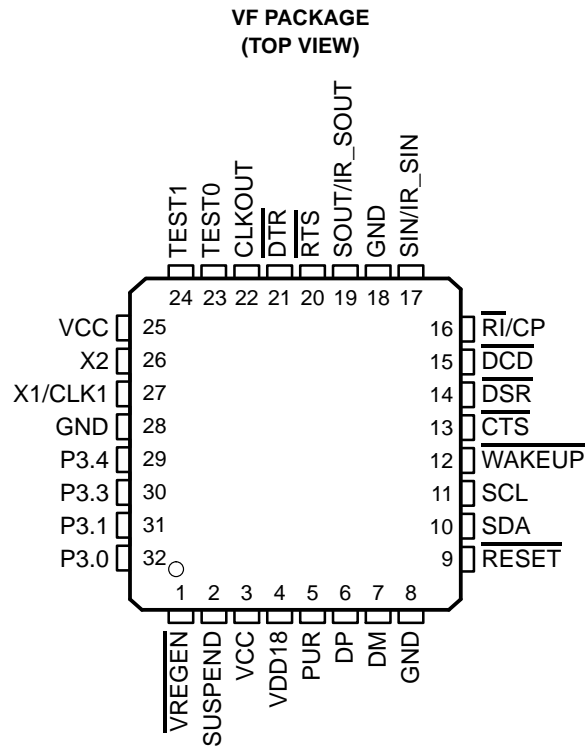 VF PACKAGE
(TOP VIEW)
TEST1
TEST0
CLKOUT
DTR
RTS
SOUT/IR_SOUT
GND
SIN/IR_SIN
24 23 22 21 20 19 18 17
VCC 25
X2 26
X1/CLK1 27
GND 28
P3.4 29
P3.3 30
P3.1 31
P3.0 32
16 RI/CP
15 DCD
14 DSR
13 CTS
12 WAKEUP
11 SCL
10 SDA
9 RESET
1 2 3 4 5 6 7 8
VREGEN
SUSPEND
VCC
VDD18
PUR
DP
DM
GND